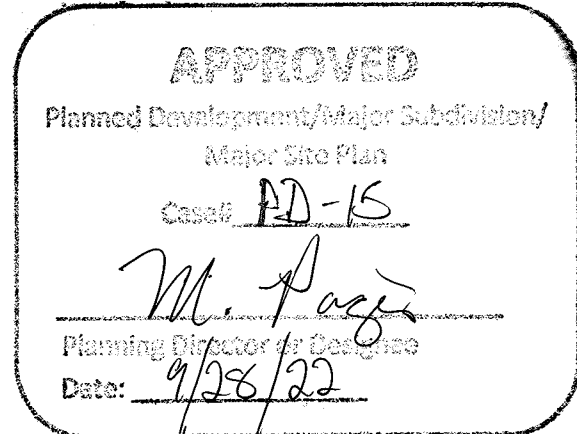 APPROVED
Planned Development/Major Subdivision/
Major Site Plan
Case# PD-15
M.
Planning Director or Designee
Date: 9/28/22